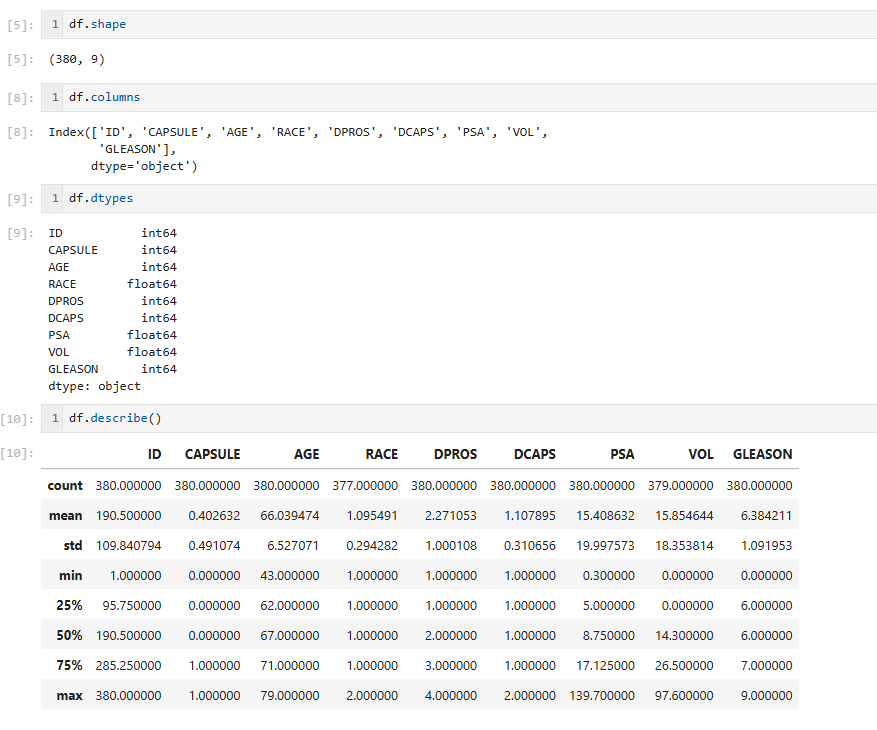 [5]: 1 df.shape
[5]: (380, 9)
[8]: 1 df.columns
[8]: Index(['ID', 'CAPSULE', 'AGE', 'RACE', 'DPROS', 'DCAPS', 'PSA', 'VOL',
'GLEASON'],
dtype='object')
[9]: 1 df.dtypes
[9]: ID int64
CAPSULE int64
AGE int64
RACE float64
DPROS int64
DCAPS int64
PSA float64
VOL float64
GLEASON int64
dtype: object
[10]: 1 df.describe()
[10]: ID CAPSULE AGE RACE DPROS DCAPS PSA VOL GLEASON
count 380.000000 380.000000 380.000000 377.000000 380.000000 380.000000 380.000000 379.000000 380.000000
mean 190.500000 0.402632 66.039474 1.095491 2.271053 1.107895 15.408632 15.854644 6.384211
std 109.840794 0.491074 6.527071 0.294282 1.000108 0.310656 19.997573 18.353814 1.091953
min 1.000000 0.000000 43.000000 1.000000 1.000000 1.000000 0.300000 0.000000 0.000000
25% 95.750000 0.000000 62.000000 1.000000 1.000000 1.000000 5.000000 0.000000 6.000000
50% 190.500000 0.000000 67.000000 1.000000 2.000000 1.000000 8.750000 14.300000 6.000000
75% 285.250000 1.000000 71.000000 1.000000 3.000000 1.000000 17.125000 26.500000 7.000000
max 380.000000 1.000000 79.000000 2.000000 4.000000 2.000000 139.700000 97.600000 9.000000